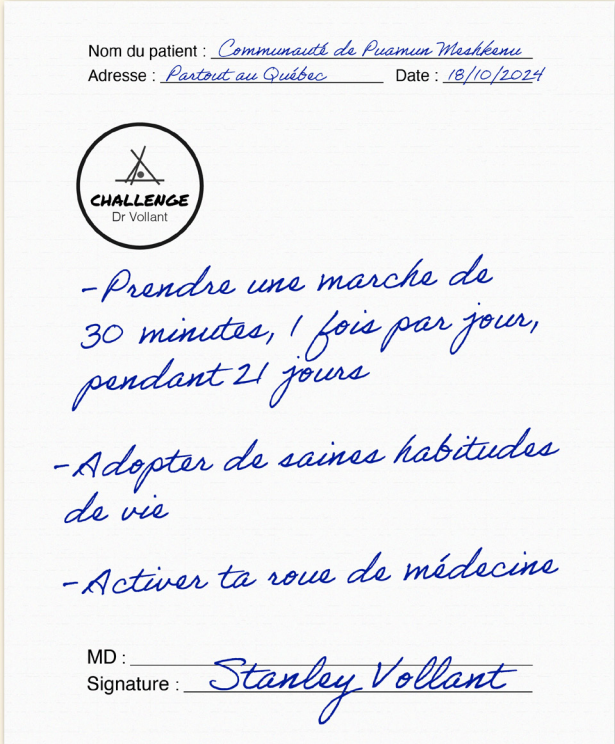 Nom du patient : Communauté de Puamun Meshkenu
Adresse : Partout au Québec Date : 18/10/2024
CHALLENGE
Dr Vollant
-Prendre une marche de
30 minutes, 1 fois par jour,
pendant 21 jours
-Adopter de saines habitudes
de vie
-Activer ta roue de médecine
MD :
Signature : Stanley Vollant